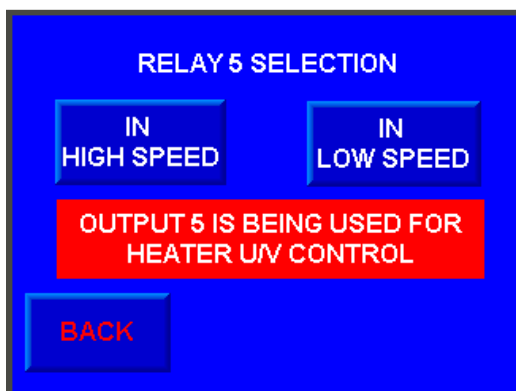 RELAY 5 SELECTION
IN
HIGH SPEED
IN
LOW SPEED
OUTPUT 5 IS BEING USED FOR
HEATER U/V CONTROL
BACK